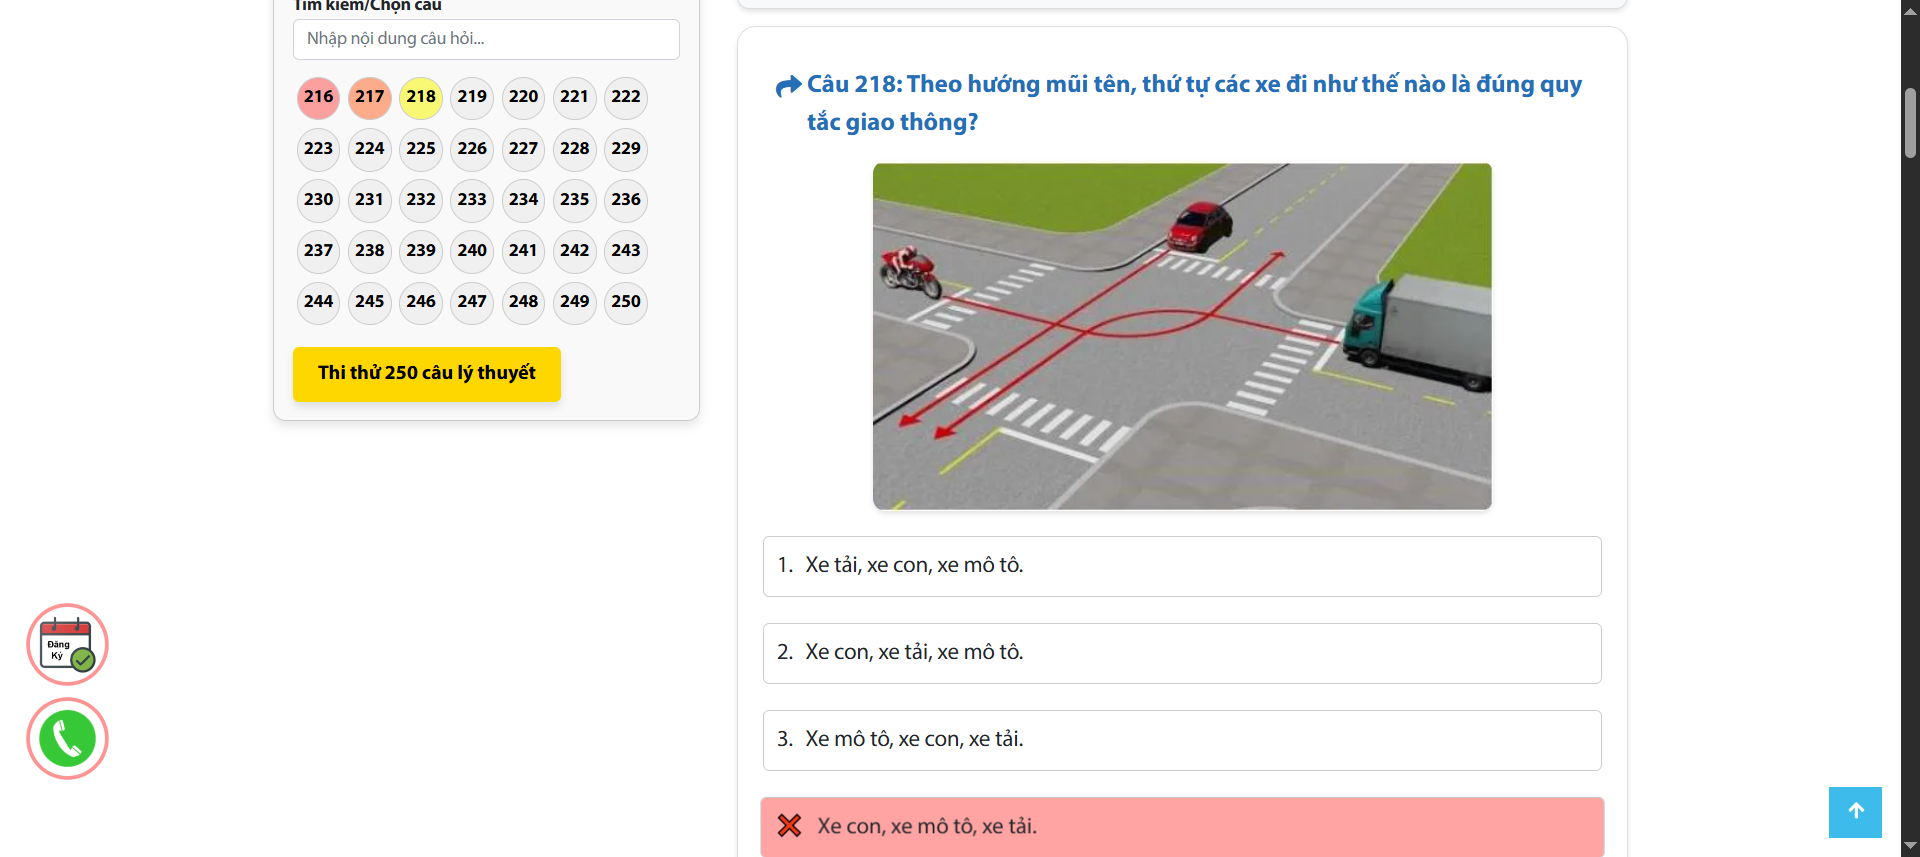 Tìm kiếm/Chọn câu
Nhập nội dung câu hỏi...
216 217 218 219 220 221 222
223 224 225 226 227 228 229
230 231 232 233 234 235 236
237 238 239 240 241 242 243
244 245 246 247 248 249 250
Thi thử 250 câu lý thuyết
Câu 218: Theo hướng mũi tên, thứ tự các xe đi như thế nào là đúng quy
tắc giao thông?
1. Xe tải, xe con, xe mô tô.
2. Xe con, xe tải, xe mô tô.
3. Xe mô tô, xe con, xe tải.
Xe con, xe mô tô, xe tải.
Đăng
Ký